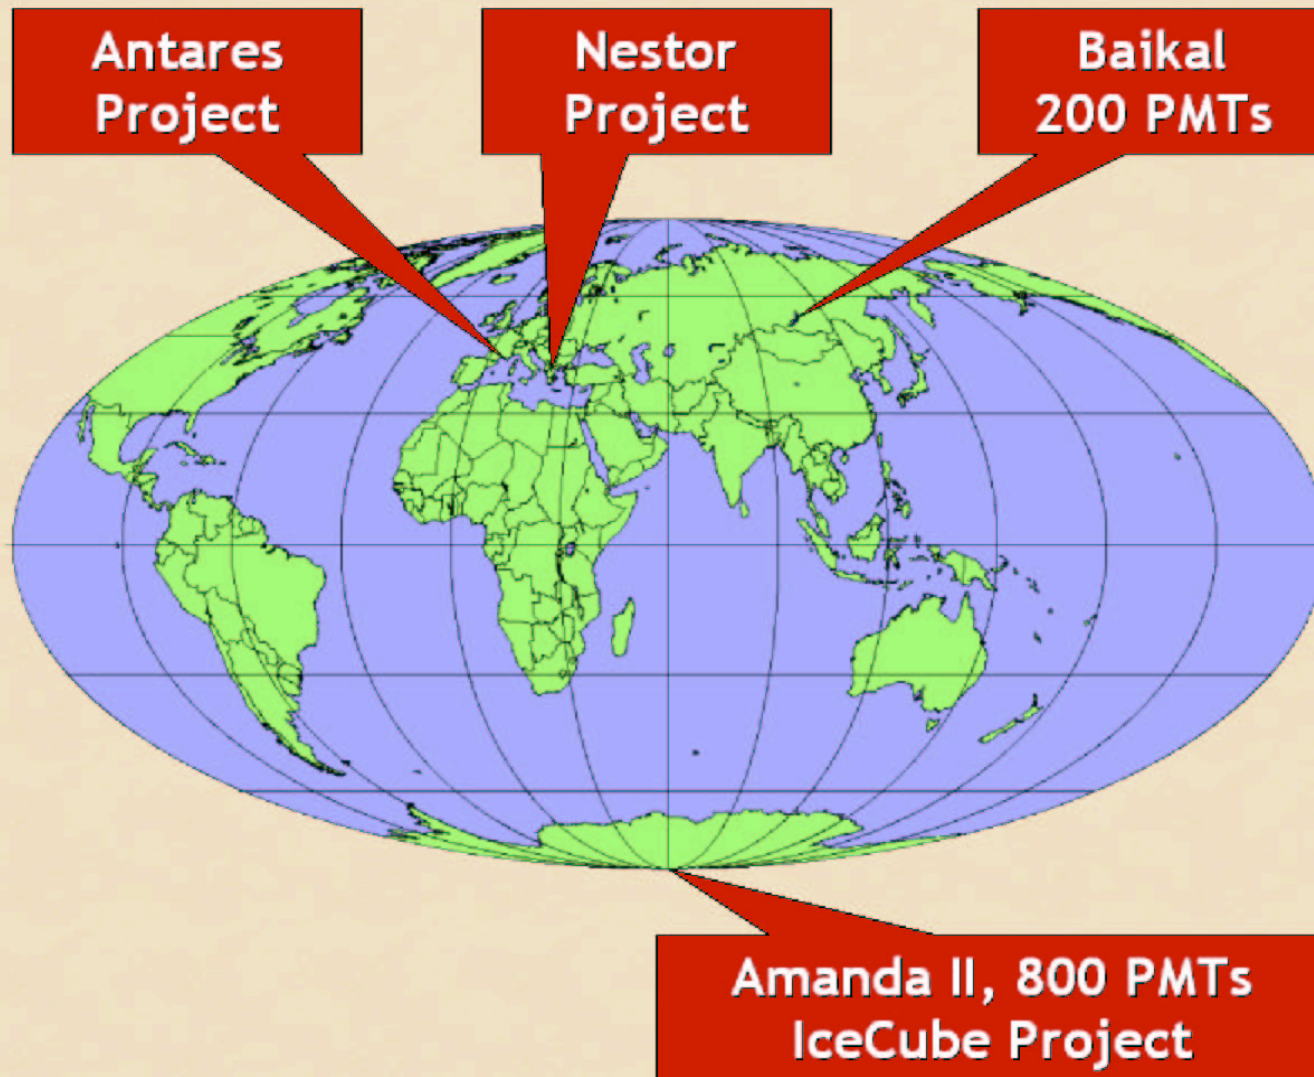 Antares
Project
Nestor
Project
Baikal
200 PMTs
Amanda II, 800 PMTs
IceCube Project